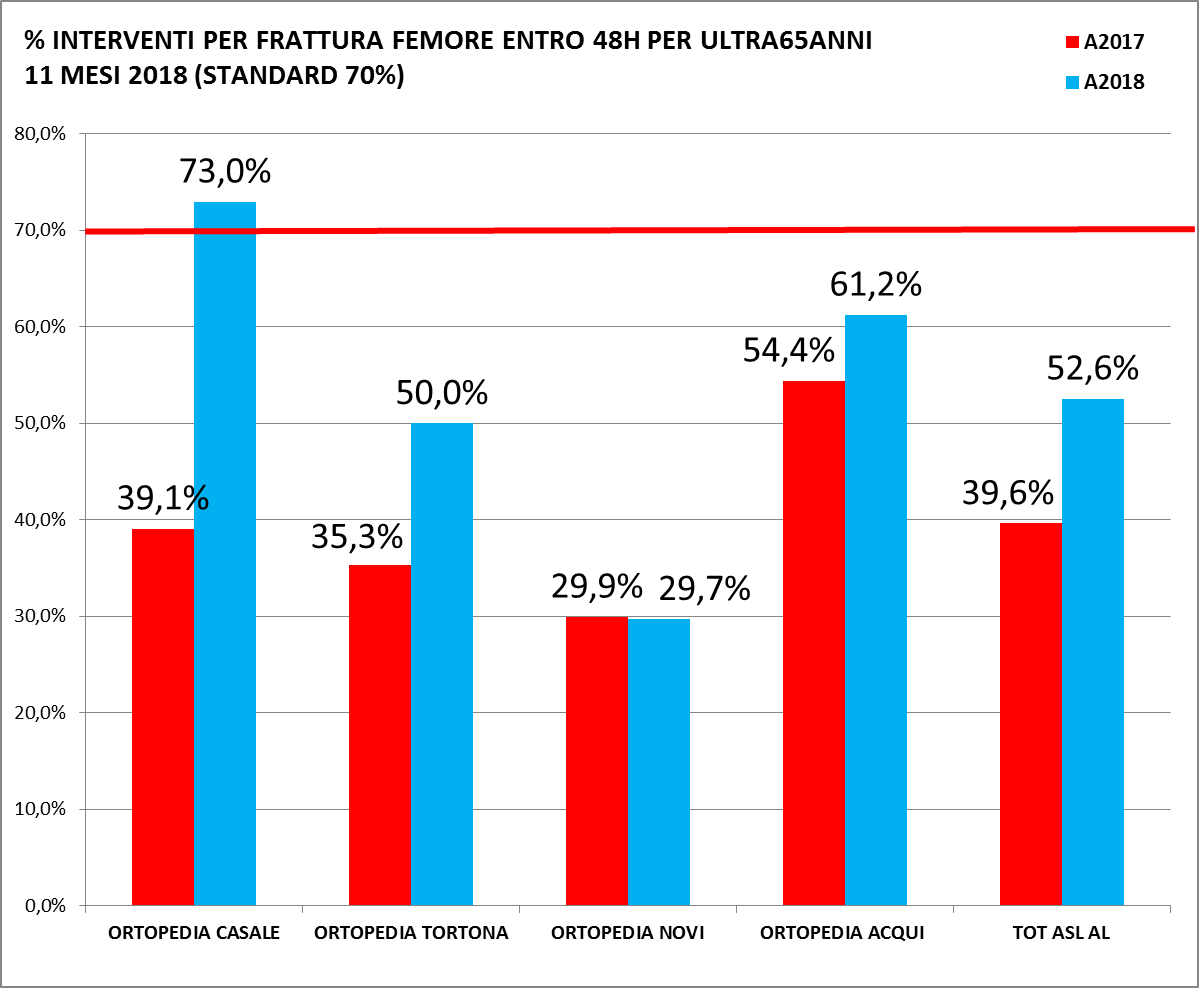 % INTERVENTI PER FRATTURA FEMORE ENTRO 48H PER ULTRA65ANNI
11 MESI 2018 (STANDARD 70%)
A2017
A2018
80,0%
70,0%
60,0%
50,0%
40,0%
30,0%
20,0%
10,0%
0,0%
39,1%
73,0%
35,3%
50,0%
29,9%
29,7%
54,4%
61,2%
39,6%
52,6%
ORTOPEDIA CASALE
ORTOPEDIA TORTONA
ORTOPEDIA NOVI
ORTOPEDIA ACQUI
TOT ASL AL